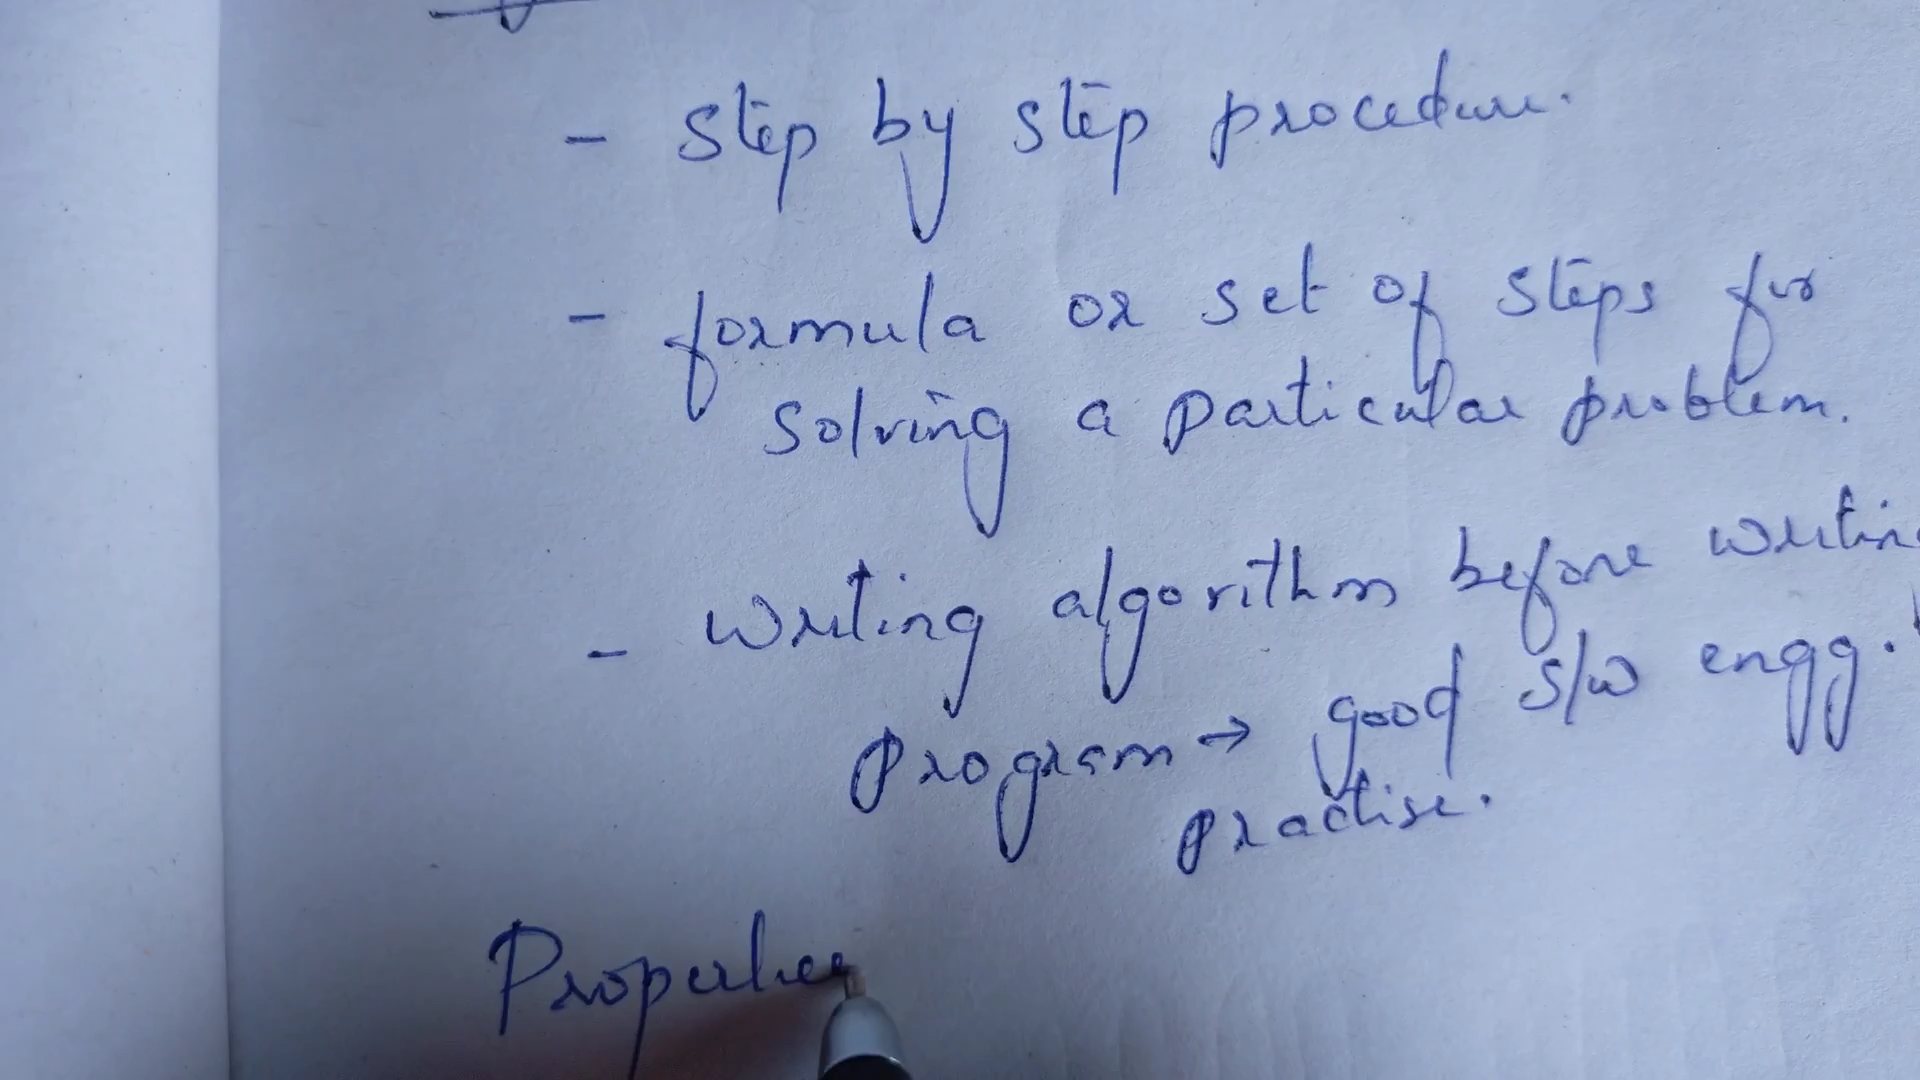 - Step by step procedure.
- formula or set of steps for
solving a particular problem.
- writing algorithm before writing
program → good s/w engg.
practise.
Properties